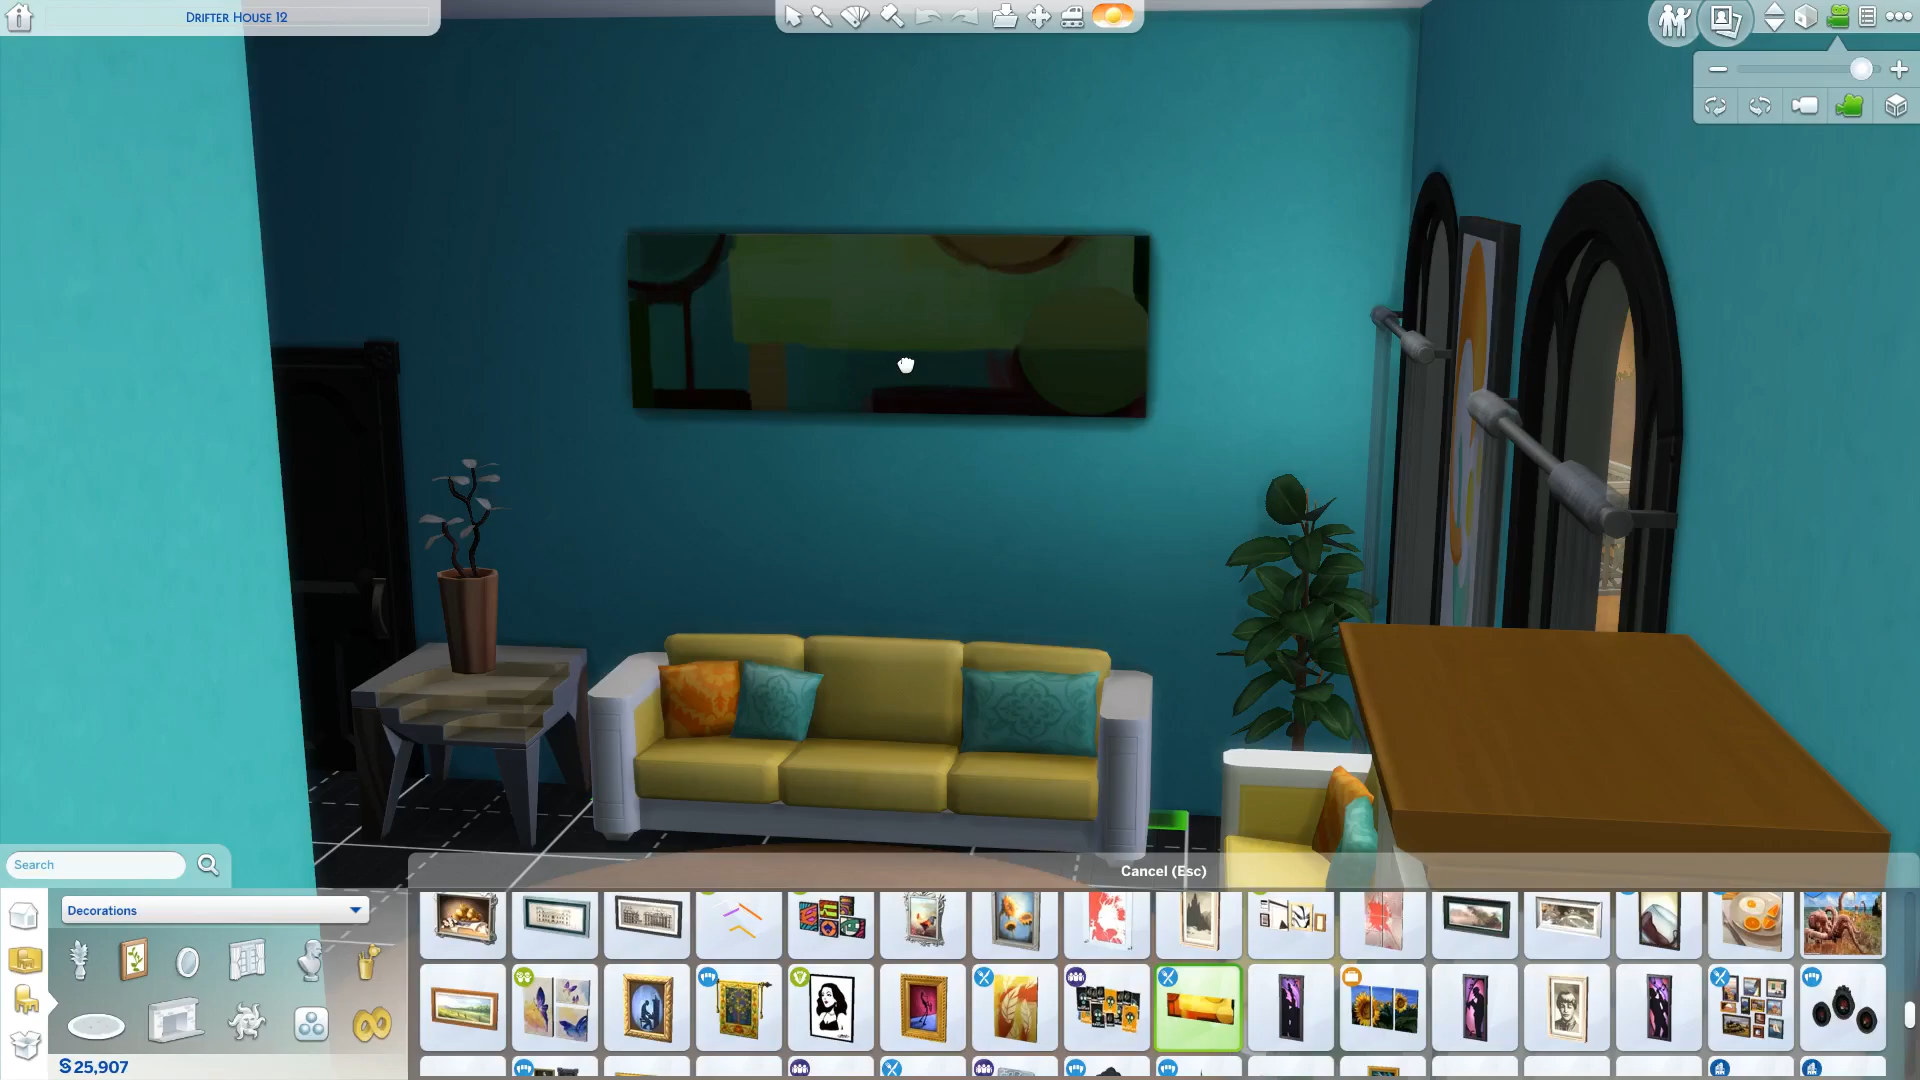 Drifter House 12
Cancel (Esc)
Search
Decorations
§25,907